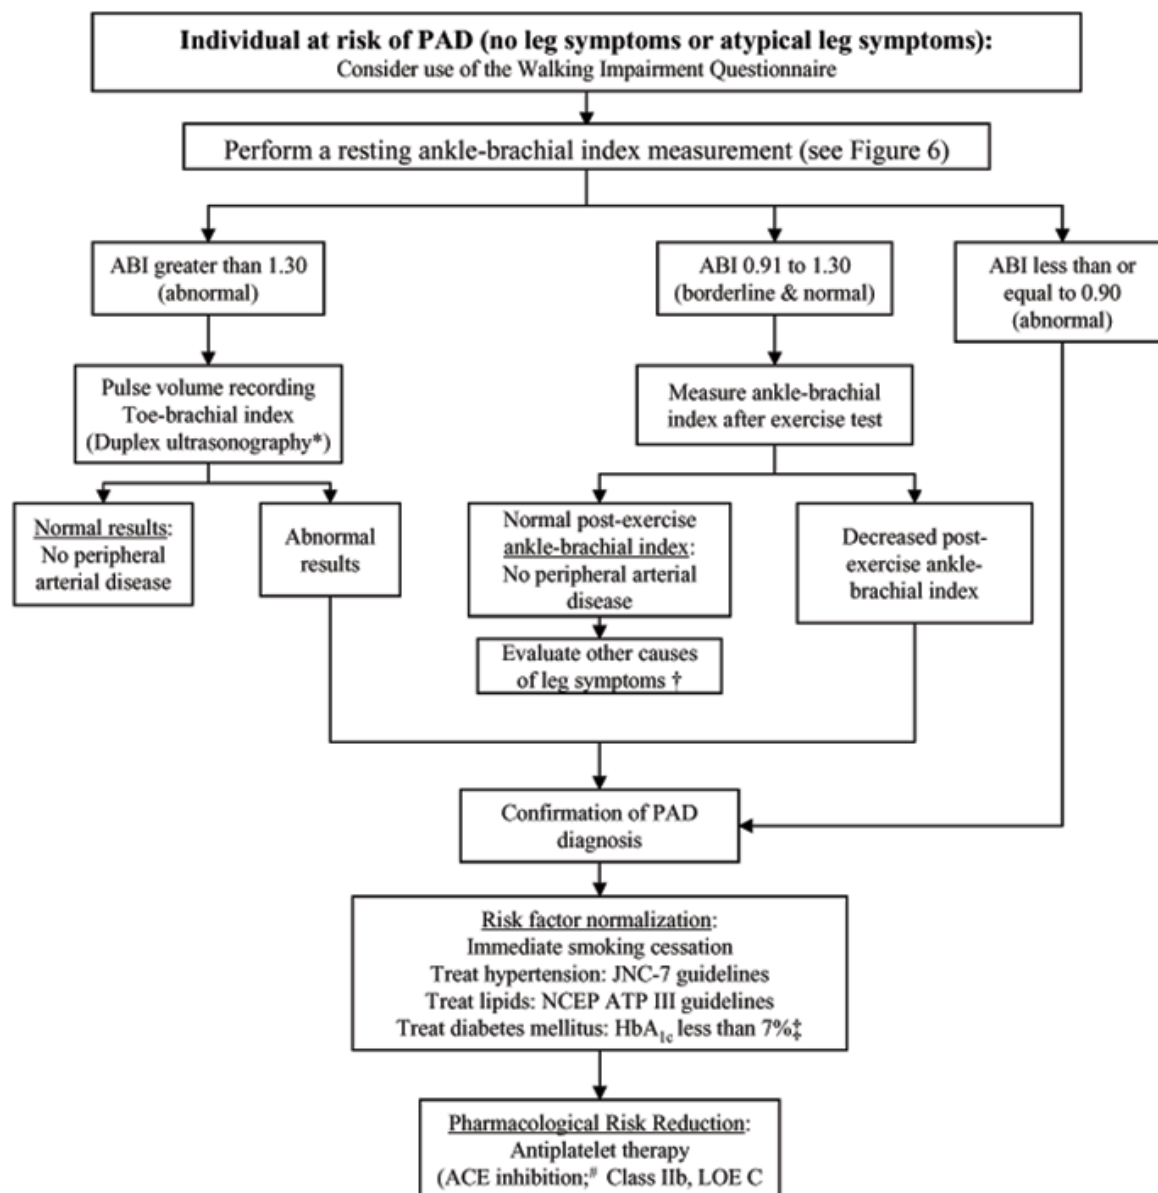 Individual at risk of PAD (no leg symptoms or atypical leg symptoms):
Consider use of the Walking Impairment Questionnaire
Perform a resting ankle-brachial index measurement (see Figure 6)
ABI greater than 1.30
(abnormal)
ABI 0.91 to 1.30
(borderline & normal)
ABI less than or
equal to 0.90
(abnormal)
Pulse volume recording
Toe-brachial index
(Duplex ultrasonography*)
Measure ankle-brachial
index after exercise test
Normal results:
No peripheral
arterial disease
Abnormal
results
Normal post-exercise
ankle-brachial index:
No peripheral arterial
disease
Decreased post-
exercise ankle-
brachial index
Evaluate other causes
of leg symptoms †
Confirmation of PAD
diagnosis
Risk factor normalization:
Immediate smoking cessation
Treat hypertension: JNC-7 guidelines
Treat lipids: NCEP ATP III guidelines
Treat diabetes mellitus: HbA1c less than 7%‡
Pharmacological Risk Reduction:
Antiplatelet therapy
(ACE inhibition;# Class IIb, LOE C